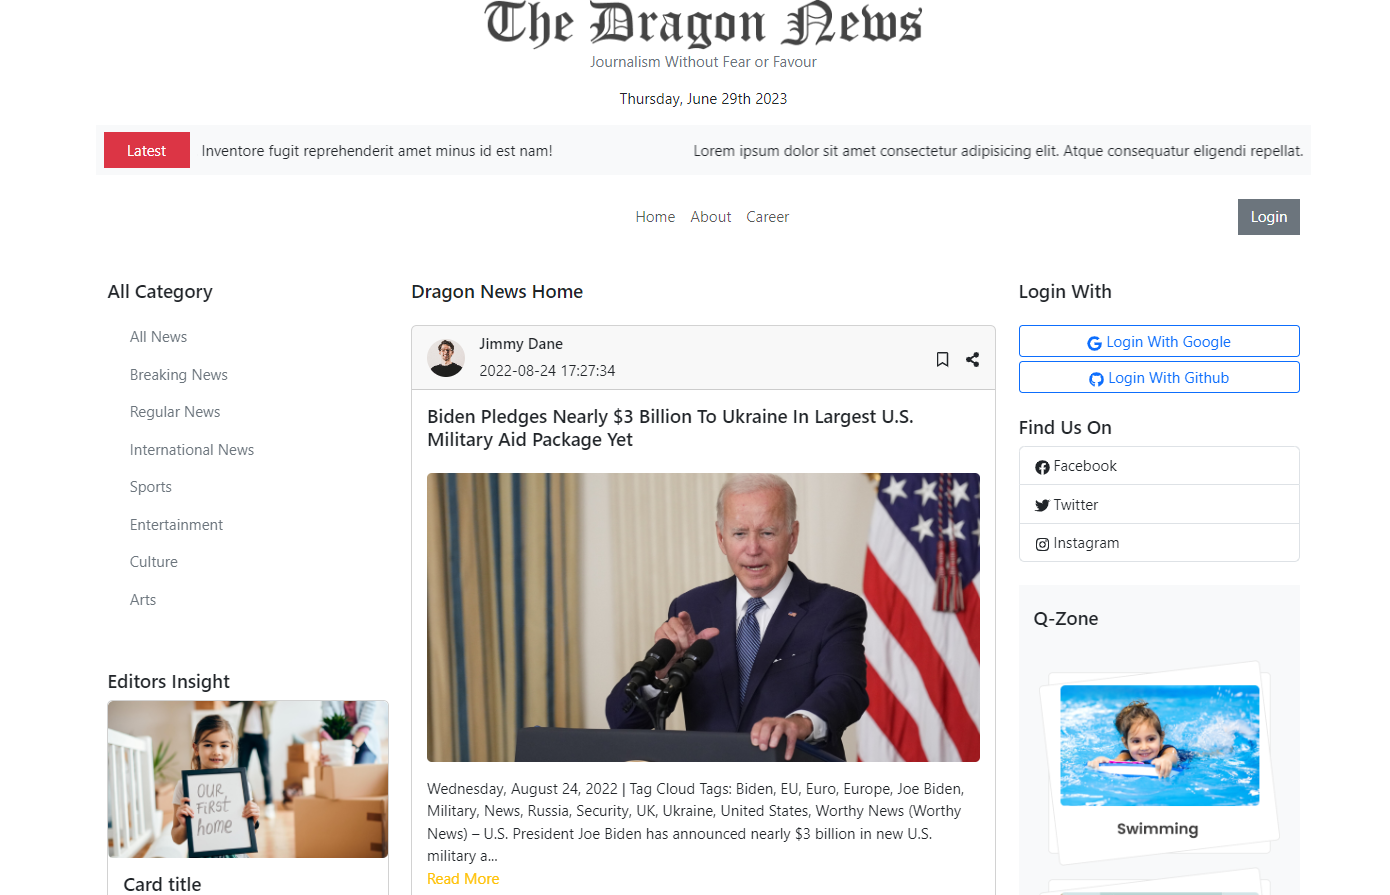 The Dragon News
Journalism Without Fear or Favour
Thursday, June 29th 2023
Latest
Inventore fugit reprehenderit amet minus id est nam!
Lorem ipsum dolor sit amet consectetur adipisicing elit. Atque consequatur eligendi repellat.
Home
About
Career
Login
All Category
All News
Breaking News
Regular News
International News
Sports
Entertainment
Culture
Arts
Editors Insight
OUR
FIRST
home
Card title
Dragon News Home
Jimmy Dane
2022-08-24 17:27:34
Biden Pledges Nearly $3 Billion To Ukraine In Largest U.S.
Military Aid Package Yet
Wednesday, August 24, 2022 | Tag Cloud Tags: Biden, EU, Euro, Europe, Joe Biden,
Military, News, Russia, Security, UK, Ukraine, United States, Worthy News (Worthy
News) – U.S. President Joe Biden has announced nearly $3 billion in new U.S.
military a...
Read More
Login With
Login With Google
Login With Github
Find Us On
Facebook
Twitter
Instagram
Q-Zone
Swimming